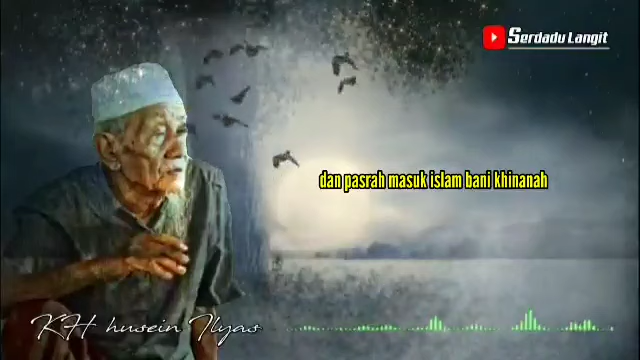 Serdadu Langit
dan pasrah masuk islam bani khinanah
KH husein Ilyas